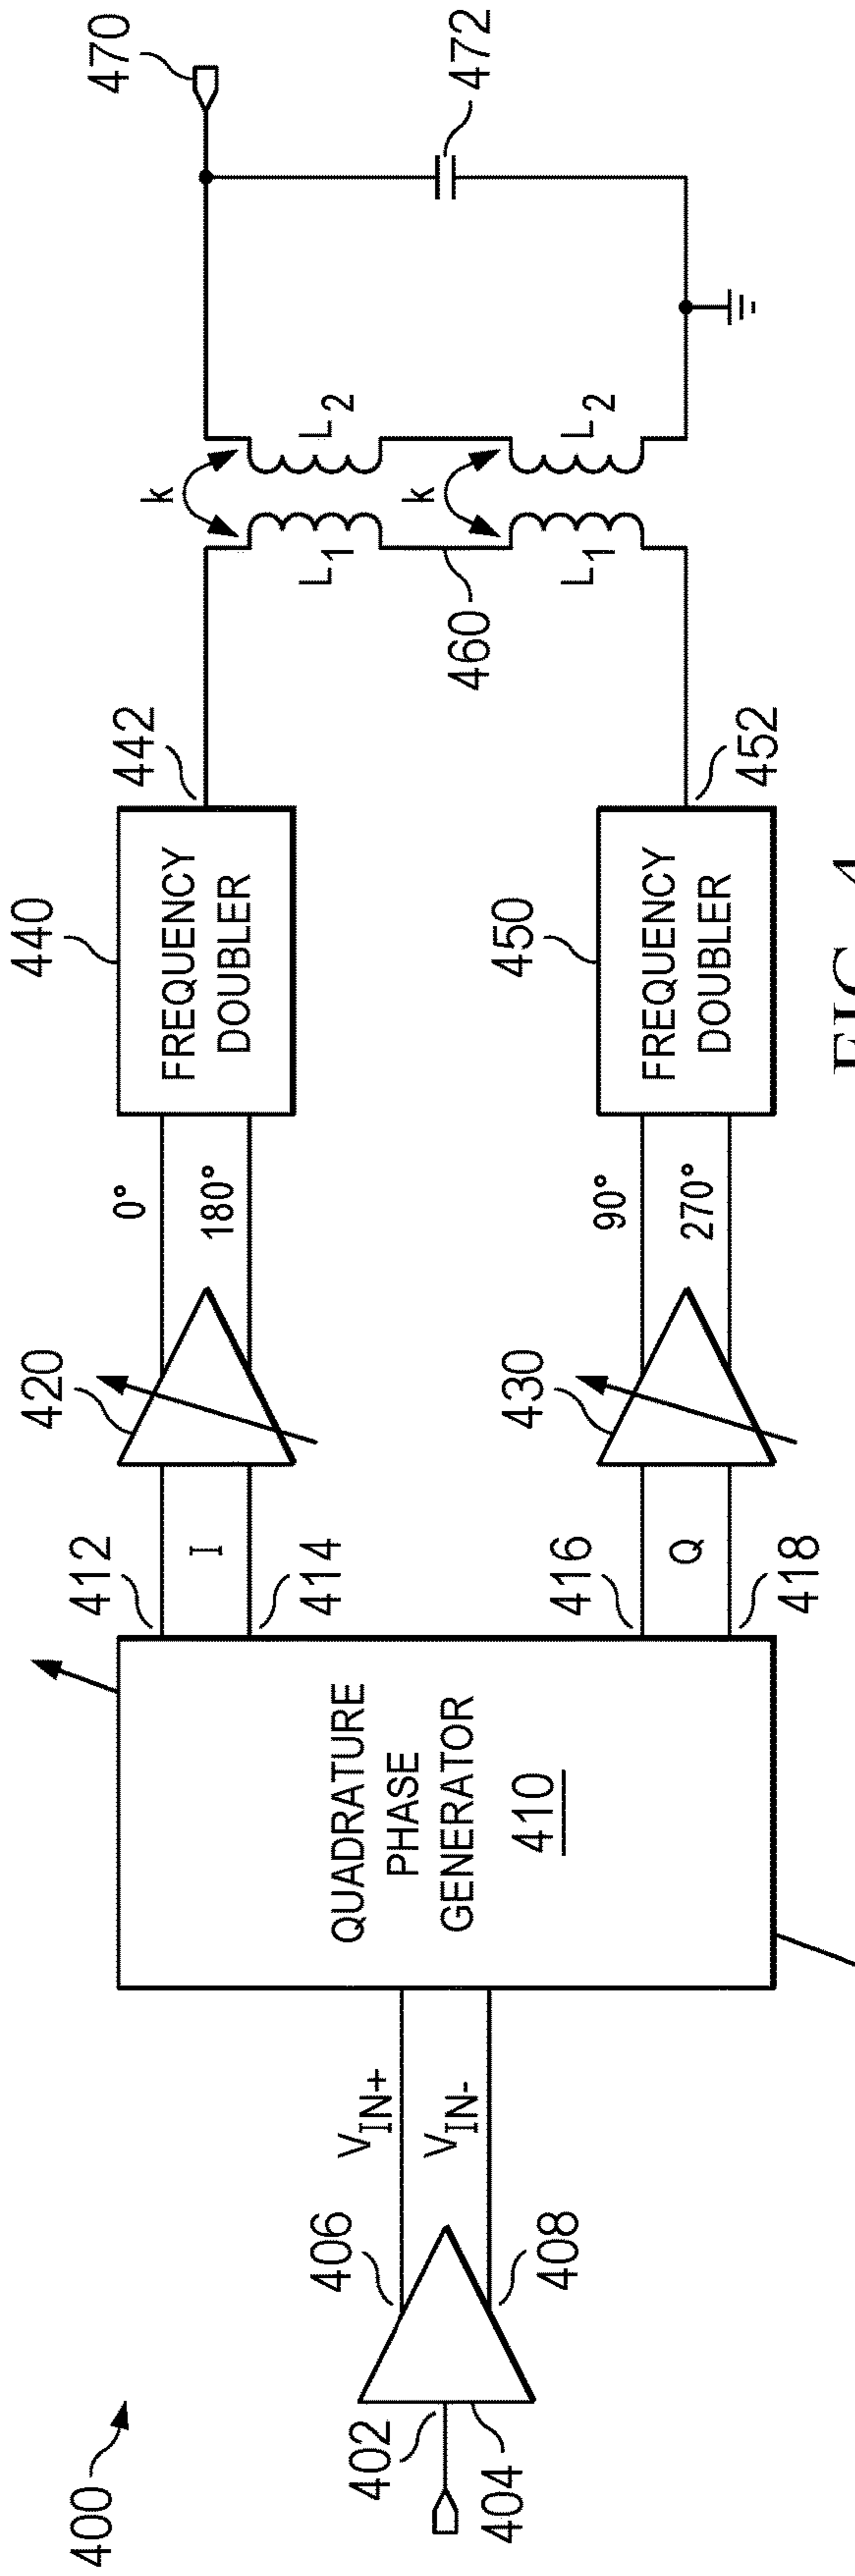 400
402
404
406
408
VIN+
VIN-
QUADRATURE
PHASE
GENERATOR
410
412
I
414
416
Q
418
420
430
0°
180°
90°
270°
440
FREQUENCY
DOUBLER
442
450
FREQUENCY
DOUBLER
452
460
k
L1
L2
k
L1
L2
470
472